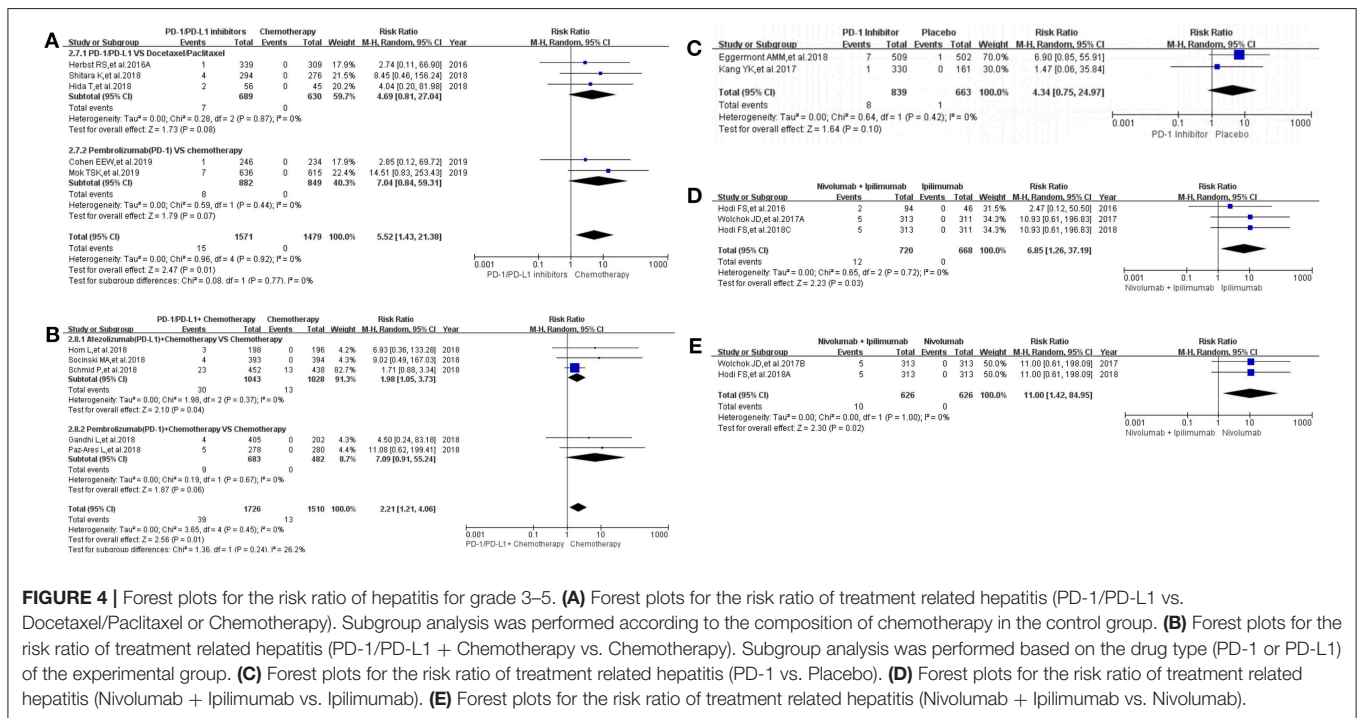 A
PD-1/PD-L1 inhibitors Chemotherapy Risk Ratio Risk Ratio
Study or Subgroup Events Total Events Total Weight M-H, Random, 95% CI Year M-H, Random, 95% CI
2.7.1 PD-1/PD-L1 VS Docetaxel/Paclitaxel
Herbst RS,et al.2016A 1 339 0 309 17.9% 2.74 [0.11, 66.90] 2016
Shitara K,et al.2018 4 294 0 276 21.5% 8.45 [0.46, 156.24] 2018
Hida T,et al.2018 2 56 0 45 20.2% 4.04 [0.20, 81.98] 2018
Subtotal (95% CI) 689 630 59.7% 4.69 [0.81, 27.04]
Total events 7 0
Heterogeneity: Tau² = 0.00; Chi² = 0.28, df = 2 (P = 0.87); I² = 0%
Test for overall effect: Z = 1.73 (P = 0.08)
2.7.2 Pembrolizumab(PD-1) VS chemotherapy
Cohen EEW,et al.2019 1 246 0 234 17.9% 2.85 [0.12, 69.72] 2019
Mok TSK,et al.2019 7 636 0 615 22.4% 14.51 [0.83, 253.43] 2019
Subtotal (95% CI) 882 849 40.3% 7.04 [0.84, 59.31]
Total events 8 0
Heterogeneity: Tau² = 0.00; Chi² = 0.59, df = 1 (P = 0.44); I² = 0%
Test for overall effect: Z = 1.79 (P = 0.07)
Total (95% CI) 1571 1479 100.0% 5.52 [1.43, 21.38]
Total events 15 0
Heterogeneity: Tau² = 0.00; Chi² = 0.96, df = 4 (P = 0.92); I² = 0%
Test for overall effect: Z = 2.47 (P = 0.01)
Test for subgroup differences: Chi² = 0.08, df = 1 (P = 0.77), I² = 0%
0.001 0.1 1 10 1000
PD-1/PD-L1 inhibitors Chemotherapy
B
PD-1/PD-L1+ Chemotherapy Chemotherapy Risk Ratio Risk Ratio
Study or Subgroup Events Total Events Total Weight M-H, Random, 95% CI Year M-H, Random, 95% CI
2.8.1 Atezolizumab(PD-L1)+Chemotherapy VS Chemotherapy
Horn L,et al.2018 3 198 0 196 4.2% 6.93 [0.36, 133.28] 2018
Socinski MA,et al.2018 4 393 0 394 4.3% 9.02 [0.49, 167.03] 2018
Schmid P,et al.2018 23 452 13 438 82.7% 1.71 [0.88, 3.34] 2018
Subtotal (95% CI) 1043 1028 91.3% 1.98 [1.05, 3.73]
Total events 30 13
Heterogeneity: Tau² = 0.00; Chi² = 1.98, df = 2 (P = 0.37); I² = 0%
Test for overall effect: Z = 2.10 (P = 0.04)
2.8.2 Pembrolizumab(PD-1)+Chemotherapy VS Chemotherapy
Gandhi L,et al.2018 4 405 0 202 4.3% 4.50 [0.24, 83.18] 2018
Paz-Ares L,et al.2018 5 278 0 280 4.4% 11.08 [0.62, 199.41] 2018
Subtotal (95% CI) 683 482 8.7% 7.09 [0.91, 55.24]
Total events 9 0
Heterogeneity: Tau² = 0.00; Chi² = 0.19, df = 1 (P = 0.67); I² = 0%
Test for overall effect: Z = 1.87 (P = 0.06)
Total (95% CI) 1726 1510 100.0% 2.21 [1.21, 4.06]
Total events 39 13
Heterogeneity: Tau² = 0.00; Chi² = 3.65, df = 4 (P = 0.45); I² = 0%
Test for overall effect: Z = 2.56 (P = 0.01)
Test for subgroup differences: Chi² = 1.36, df = 1 (P = 0.24), I² = 26.2%
0.001 0.1 1 10 1000
PD-1/PD-L1+ Chemotherapy Chemotherapy
C
PD-1 Inhibitor Placebo Risk Ratio Risk Ratio
Study or Subgroup Events Total Events Total Weight M-H, Random, 95% CI M-H, Random, 95% CI
Eggermont AMM,et al.2018 7 509 1 502 70.0% 6.90 [0.85, 55.91]
Kang YK,et al.2017 1 330 0 161 30.0% 1.47 [0.06, 35.84]
Total (95% CI) 839 663 100.0% 4.34 [0.75, 24.97]
Total events 8 1
Heterogeneity: Tau² = 0.00; Chi² = 0.64, df = 1 (P = 0.42); I² = 0%
Test for overall effect: Z = 1.64 (P = 0.10)
0.001 0.1 1 10 1000
PD-1 Inhibitor Placebo
D
Nivolumab + Ipilimumab Ipilimumab Risk Ratio Risk Ratio
Study or Subgroup Events Total Events Total Weight M-H, Random, 95% CI Year M-H, Random, 95% CI
Hodi FS,et al.2016 2 94 0 46 31.5% 2.47 [0.12, 50.50] 2016
Wolchok JD,et al.2017A 5 313 0 311 34.3% 10.93 [0.61, 196.83] 2017
Hodi FS,et al.2018C 5 313 0 311 34.3% 10.93 [0.61, 196.83] 2018
Total (95% CI) 720 668 100.0% 6.85 [1.26, 37.19]
Total events 12 0
Heterogeneity: Tau² = 0.00; Chi² = 0.65, df = 2 (P = 0.72); I² = 0%
Test for overall effect: Z = 2.23 (P = 0.03)
0.001 0.1 1 10 1000
Nivolumab + Ipilimumab Ipilimumab
E
Nivolumab + Ipilimumab Nivolumab Risk Ratio Risk Ratio
Study or Subgroup Events Total Events Total Weight M-H, Random, 95% CI Year M-H, Random, 95% CI
Wolchok JD,et al.2017B 5 313 0 313 50.0% 11.00 [0.61, 198.09] 2017
Hodi FS,et al.2018A 5 313 0 313 50.0% 11.00 [0.61, 198.09] 2018
Total (95% CI) 626 626 100.0% 11.00 [1.42, 84.95]
Total events 10 0
Heterogeneity: Tau² = 0.00; Chi² = 0.00, df = 1 (P = 1.00); I² = 0%
Test for overall effect: Z = 2.30 (P = 0.02)
0.001 0.1 1 10 1000
Nivolumab + Ipilimumab Nivolumab
FIGURE 4 | Forest plots for the risk ratio of hepatitis for grade 3–5. (A) Forest plots for the risk ratio of treatment related hepatitis (PD-1/PD-L1 vs.
Docetaxel/Paclitaxel or Chemotherapy). Subgroup analysis was performed according to the composition of chemotherapy in the control group. (B) Forest plots for the
risk ratio of treatment related hepatitis (PD-1/PD-L1 + Chemotherapy vs. Chemotherapy). Subgroup analysis was performed based on the drug type (PD-1 or PD-L1)
of the experimental group. (C) Forest plots for the risk ratio of treatment related hepatitis (PD-1 vs. Placebo). (D) Forest plots for the risk ratio of treatment related
hepatitis (Nivolumab + Ipilimumab vs. Ipilimumab). (E) Forest plots for the risk ratio of treatment related hepatitis (Nivolumab + Ipilimumab vs. Nivolumab).